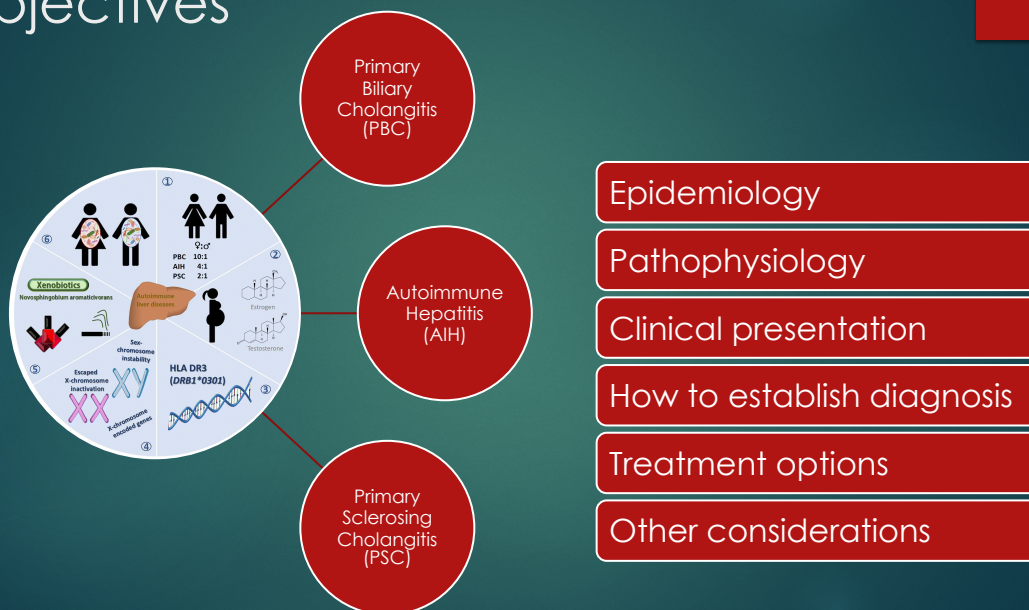 ojectives
Primary
Biliary
Cholangitis
(PBC)
Autoimmune
Hepatitis
(AIH)
Primary
Sclerosing
Cholangitis
(PSC)
①
♀:♂
PBC 10:1
AIH 4:1
PSC 2:1
②
Estrogen
Testosterone
③
HLA DR3
(DRB1*0301)
④
Sex-
chromosome
instability
Escaped
X-chromosome
inactivation
XX XY
X-chromosome
encoded genes
⑤
Xenobiotics
Novosphingobium aromaticivorans
⑥
Autoimmune
liver diseases
Epidemiology
Pathophysiology
Clinical presentation
How to establish diagnosis
Treatment options
Other considerations